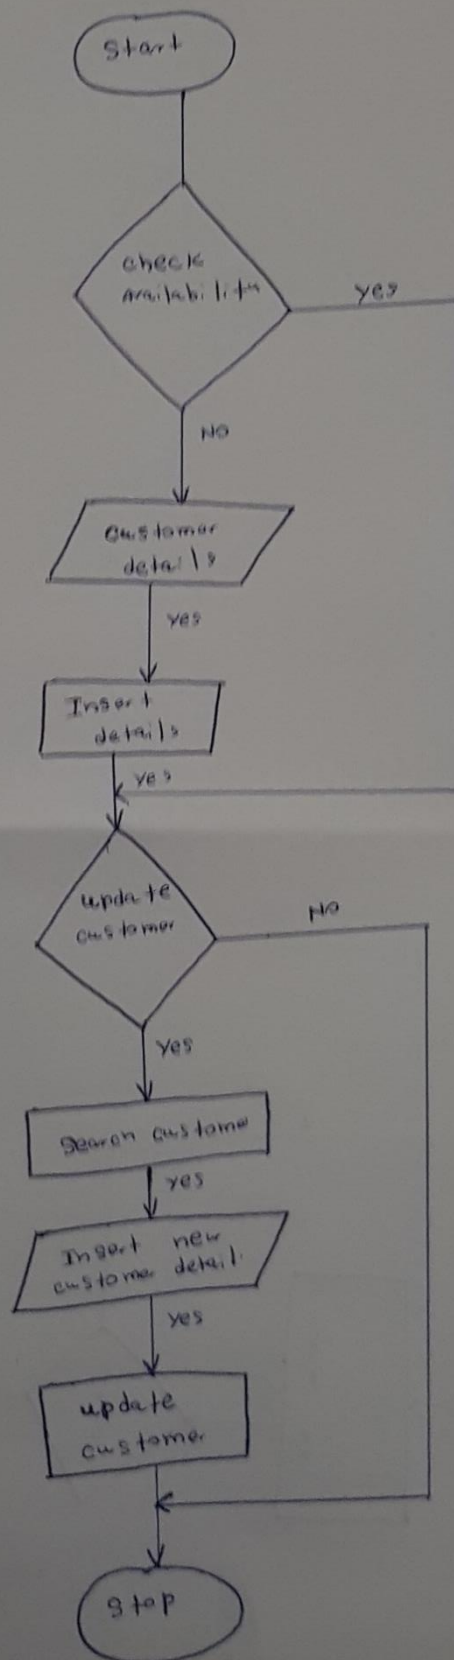 Start
check
Availability
yes
NO
customer
details
yes
Insert
details
yes
update
customer
No
yes
Search custome
yes
Insert new
customer detail.
yes
update
customer
Stop